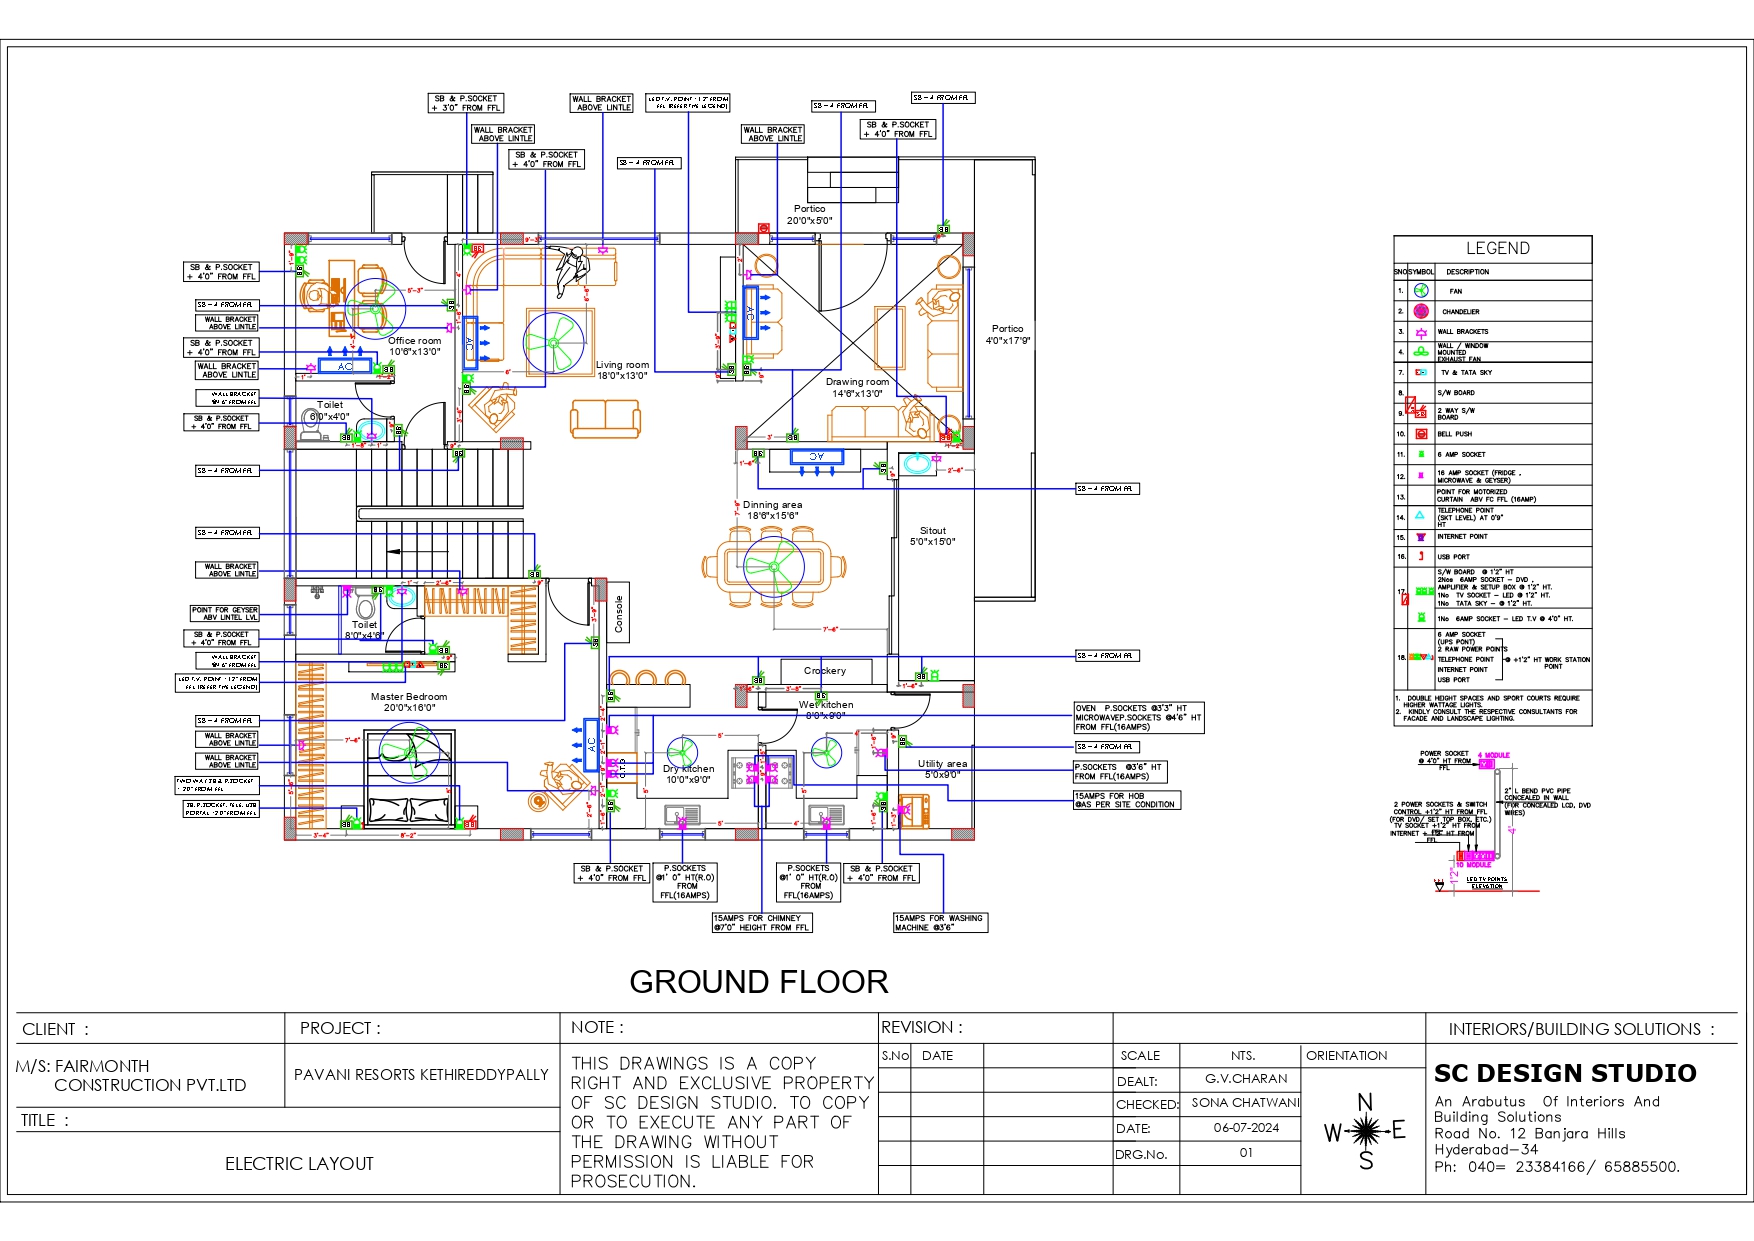 SB & P.SOCKET
+ 3'0" FROM FFL
WALL BRACKET
ABOVE LINTLE
SB & P.SOCKET
+ 4'0" FROM FFL
WALL BRACKET
ABOVE LINTLE
LED T.V. POINT - 1'2" FROM
FFL (REFER THE LEGEND)
SB - 4' FROM FFL
WALL BRACKET
ABOVE LINTLE
SB - 4' FROM FFL
SB & P.SOCKET
+ 4'0" FROM FFL
SB - 4' FROM FFL
SB & P.SOCKET
+ 4'0" FROM FFL
SB - 4' FROM FFL
WALL BRACKET
ABOVE LINTLE
SB & P.SOCKET
+ 4'0" FROM FFL
WALL BRACKET
ABOVE LINTLE
WALL BRACKET
SB & P.SOCKET
+ 4'0" FROM FFL
SB - 4' FROM FFL
SB - 4' FROM FFL
WALL BRACKET
ABOVE LINTLE
POINT FOR GEYSER
ABV LINTEL LVL
SB & P.SOCKET
+ 4'0" FROM FFL
WALL BRACKET
LED T.V. POINT - 1'2" FROM
FFL (REFER THE LEGEND)
SB - 4' FROM FFL
WALL BRACKET
ABOVE LINTLE
WALL BRACKET
ABOVE LINTLE
Portico
20'0"x5'0"
Portico
4'0"x17'9"
Office room
10'6"x13'0"
Living room
18'0"x13'0"
Drawing room
14'6"x13'0"
Toilet
6'0"x4'0"
AC
AC
AC
AC
AC
Dinning area
18'6"x15'6"
Sitout
5'0"x15'0"
Console
Toilet
8'0"x4'6"
Master Bedroom
20'0"x16'0"
Crockery
Wet kitchen
8'0"x9'0"
Dry kitchen
10'0"x9'0"
Utility area
5'0x9'0"
SB - 4' FROM FFL
SB - 4' FROM FFL
OVEN P.SOCKETS @3'3" HT
MICROWAVEP.SOCKETS @4'6" HT
FROM FFL(16AMPS)
SB - 4' FROM FFL
P.SOCKETS @3'6" HT
FROM FFL(16AMPS)
15AMPS FOR HOB
@AS PER SITE CONDITION
SB & P.SOCKET
+ 4'0" FROM FFL
P.SOCKETS
@1' 0" HT(R.O)
FROM
FFL(16AMPS)
P.SOCKETS
@1' 0" HT(R.O)
FROM
FFL(16AMPS)
SB & P.SOCKET
+ 4'0" FROM FFL
15AMPS FOR CHIMNEY
@7'0" HEIGHT FROM FFL
15AMPS FOR WASHING
MACHINE @3'6"
LEGEND
SNO SYMBOL DESCRIPTION
1. FAN
2. CHANDELIER
3. WALL BRACKETS
4. WALL / WINDOW
MOUNTED
EXHAUST FAN
7. TV & TATA SKY
8. S/W BOARD
9. 2 WAY S/W
BOARD
10. BELL PUSH
11. 6 AMP SOCKET
12. 16 AMP SOCKET (FRIDGE ,
MICROWAVE & GEYSER)
13. POINT FOR MOTORIZED
CURTAIN ABV FC FFL (16AMP)
14. TELEPHONE POINT
(SKT LEVEL) AT 0'9"
HT
15. INTERNET POINT
16. USB PORT
17. S/W BOARD @ 1'2" HT
2Nos 6AMP SOCKET - DVD ,
AMPLIFIER & SETUP BOX @ 1'2" HT.
1No TV SOCKET - LED @ 1'2" HT.
1No TATA SKY - @ 1'2" HT.
1No 6AMP SOCKET - LED T.V @ 4'0" HT.
18. 6 AMP SOCKET
(UPS PONT)
2 RAW POWER POINTS
TELEPHONE POINT @ +1'2" HT WORK STATION
POINT
INTERNET POINT
USB PORT
1. DOUBLE HEIGHT SPACES AND SPORT COURTS REQUIRE
HIGHER WATTAGE LIGHTS.
2. KINDLY CONSULT THE RESPECTIVE CONSULTANTS FOR
FACADE AND LANDSCAPE LIGHTING.
POWER SOCKET
@ 4'0" HT FROM
FFL
4 MODULE
2" L BEND PVC PIPE
CONCEALED IN WALL
(FOR CONCEALED LCD, DVD
WIRES)
2 POWER SOCKETS & SWITCH
CONTROL +1'2" HT FROM FFL
(FOR DVD/ SET TOP BOX, ETC.)
TV SOCKET +1'2" HT FROM
INTERNET + HT FROM
FFL
10 MODULE
1'2"
4'
LED TV POINTS
ELEVATION
GROUND FLOOR
CLIENT :
M/S: FAIRMONTH
CONSTRUCTION PVT.LTD
PROJECT :
PAVANI RESORTS KETHIREDDYPALLY
TITLE :
ELECTRIC LAYOUT
NOTE :
THIS DRAWINGS IS A COPY
RIGHT AND EXCLUSIVE PROPERTY
OF SC DESIGN STUDIO. TO COPY
OR TO EXECUTE ANY PART OF
THE DRAWING WITHOUT
PERMISSION IS LIABLE FOR
PROSECUTION.
REVISION :
S.No DATE
SCALE NTS.
DEALT: G.V.CHARAN
CHECKED: SONA CHATWANI
DATE: 06-07-2024
DRG.No. 01
ORIENTATION
N
W E
S
INTERIORS/BUILDING SOLUTIONS :
SC DESIGN STUDIO
An Arabutus Of Interiors And
Building Solutions
Road No. 12 Banjara Hills
Hyderabad-34
Ph: 040= 23384166/ 65885500.